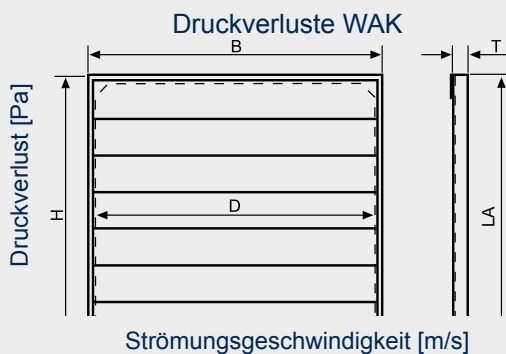 Druckverluste WAK
B
T
Druckverlust [Pa]
H
D
LA
Strömungsgeschwindigkeit [m/s]